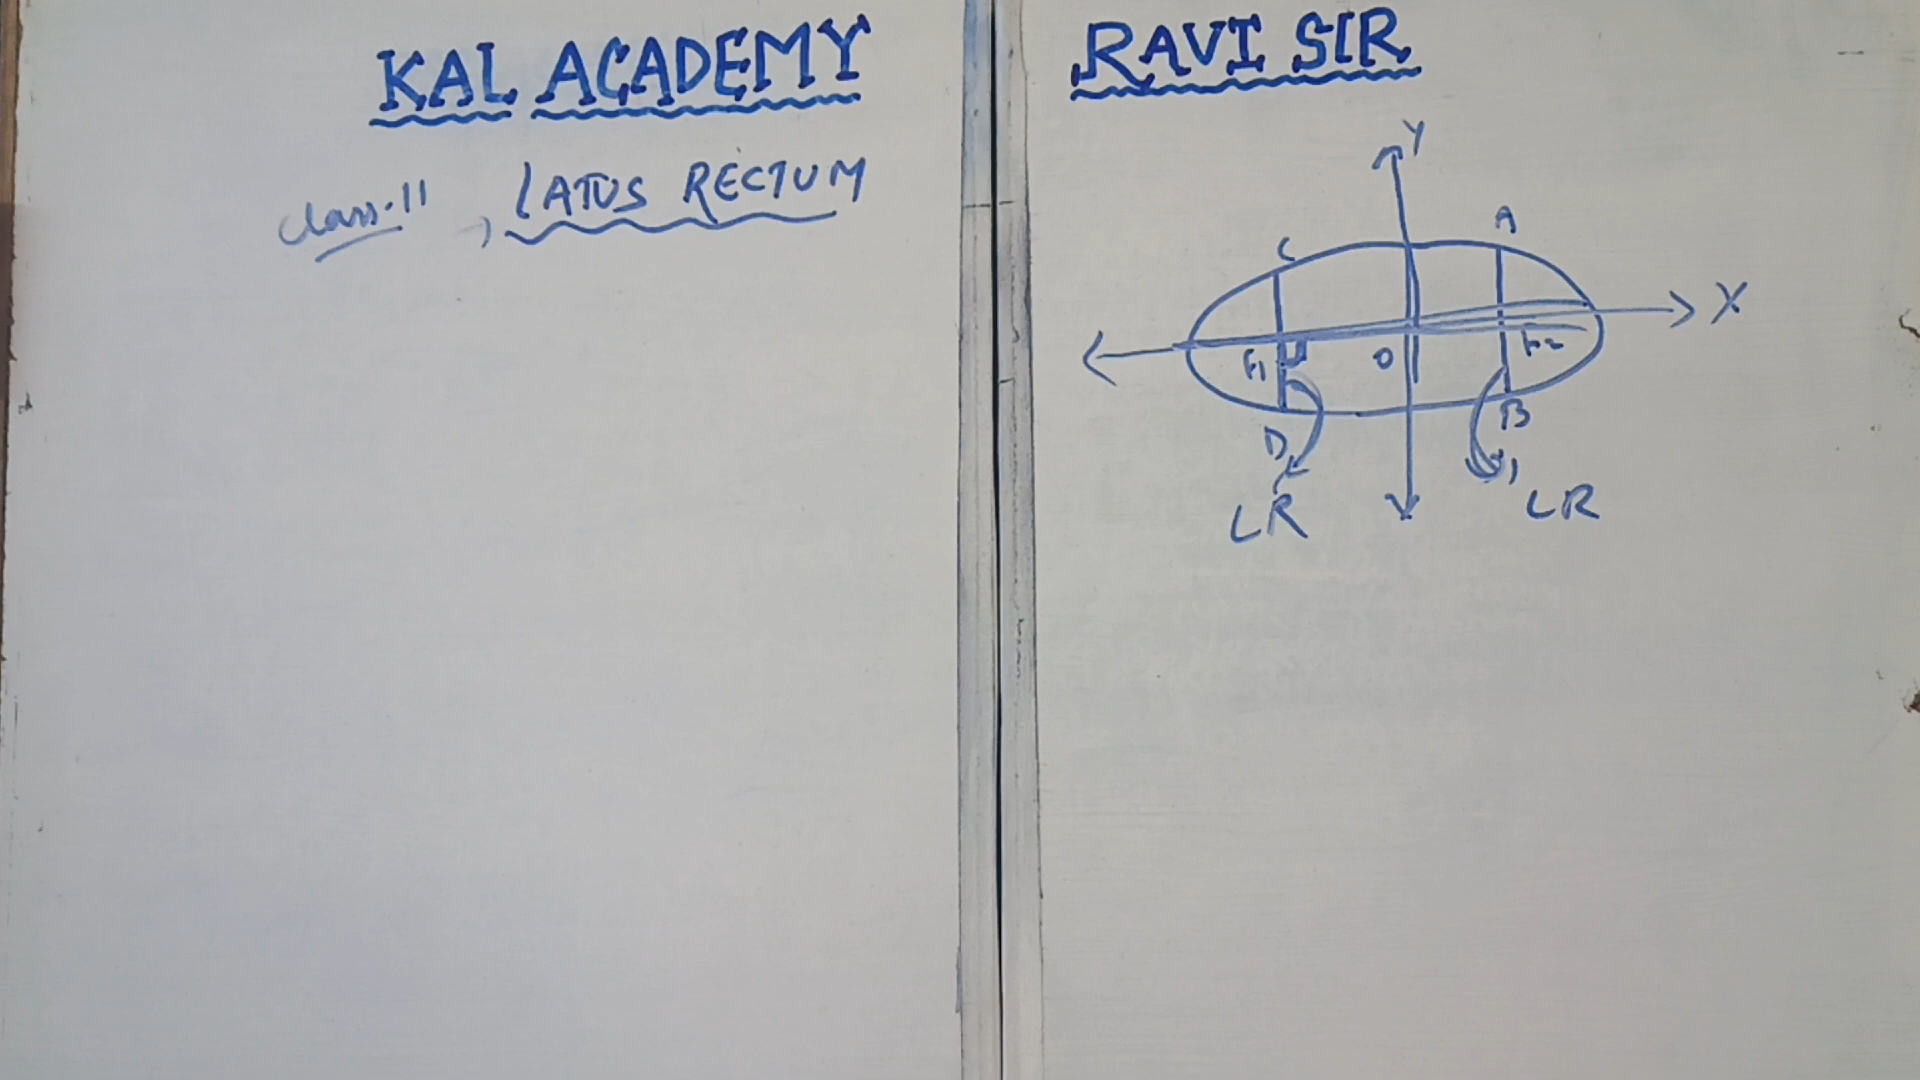 KAL ACADEMY
RAVI SIR
Class-11, LATUS RECTUM
Y
A
C
X
F1
O
F2
B
D
LR
LR